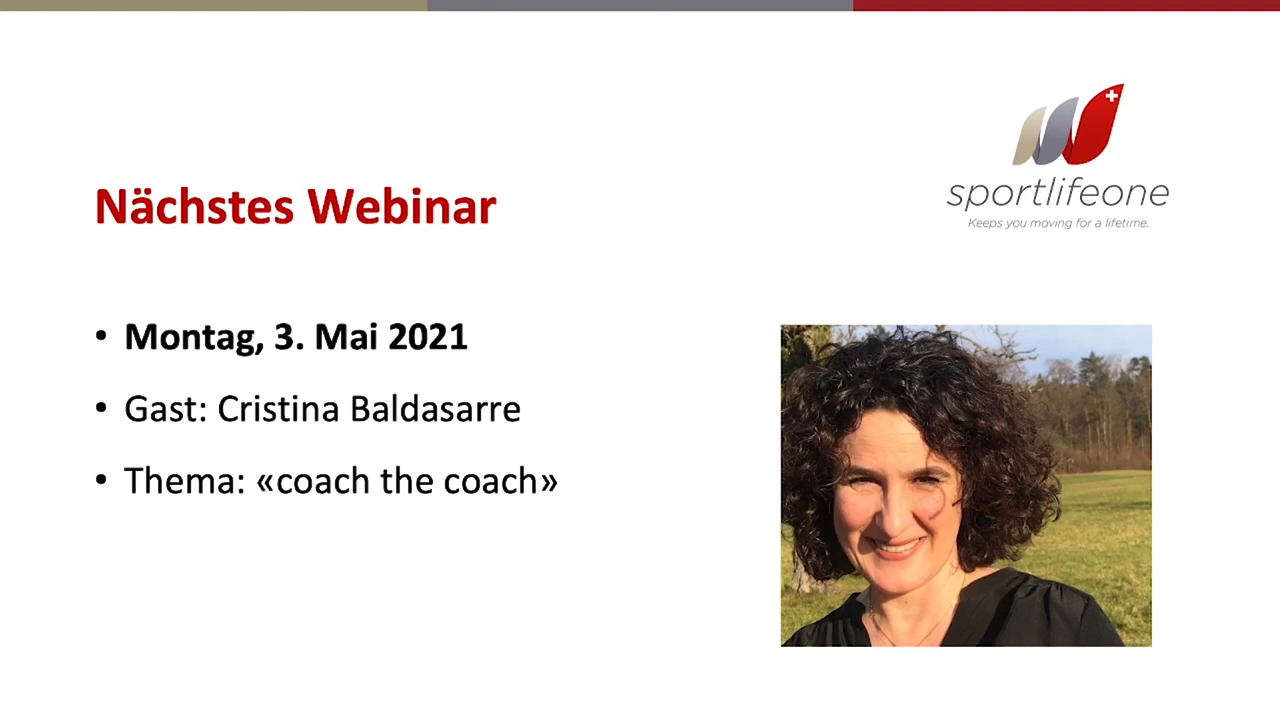 Nächstes Webinar
sportlifeone
Keeps you moving for a lifetime.
• Montag, 3. Mai 2021
• Gast: Cristina Baldasarre
• Thema: «coach the coach»